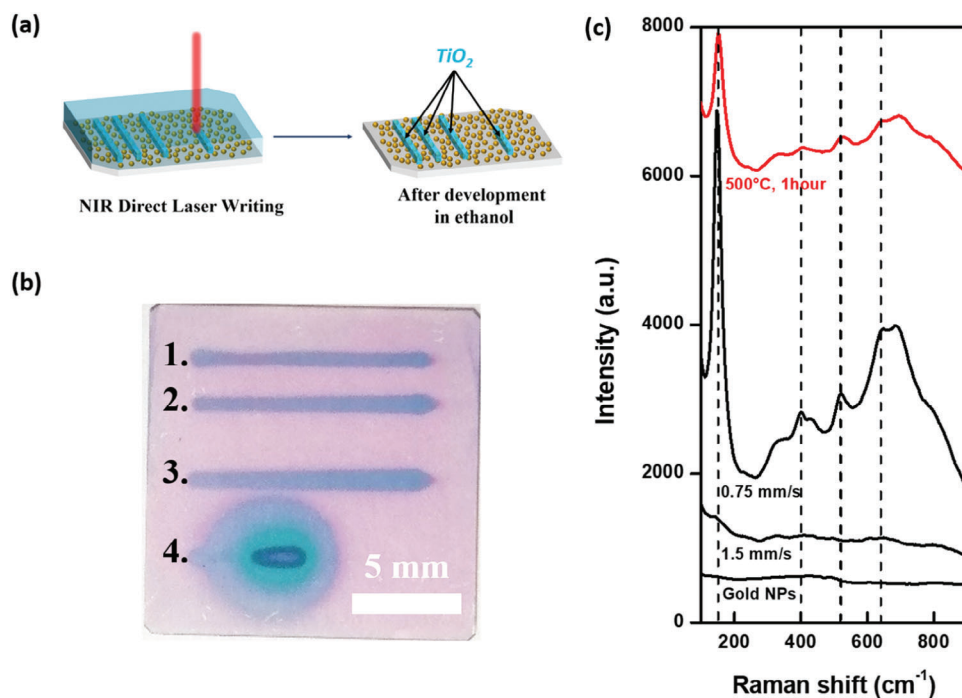 (a)
TiO2
NIR Direct Laser Writing
After development
in ethanol
(b)
1.
2.
3.
4.
5 mm
(c)
8000
6000
4000
2000
0
Intensity (a.u.)
500°C, 1hour
0.75 mm/s
1.5 mm/s
Gold NPs
200
400
600
800
Raman shift (cm-1)